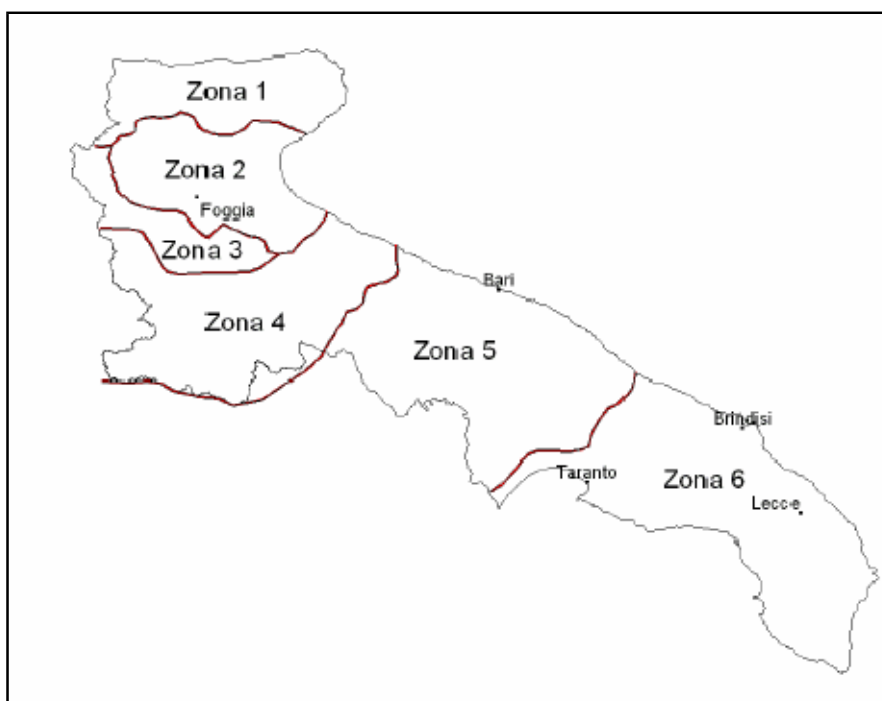 Zona 1
Zona 2
Foggia
Zona 3
Bari
Zona 4
Zona 5
Brindisi
Taranto
Zona 6
Lecce